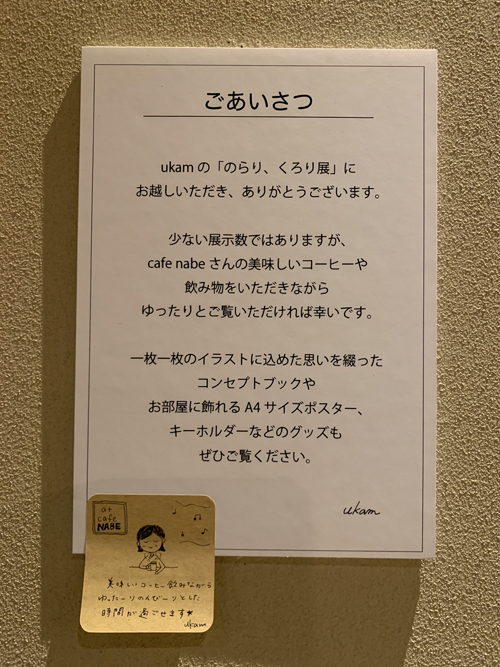 ごあいさつ
ukam の「のらり、くろり展」に
お越しいただき、ありがとうございます。
少ない展示数ではありますが、
cafe nabe さんの美味しいコーヒーや
飲み物をいただきながら
ゆったりとご覧いただければ幸いです。
一枚一枚のイラストに込めた思いを綴った
コンセプトブックや
お部屋に飾れる A4 サイズポスター、
キーホルダーなどのグッズも
ぜひご覧ください。
ukam
at
cafe
NABE
美味しいコーヒー飲みながら
ゆったーりのんびーりとした
時間が過ごせます
ukam